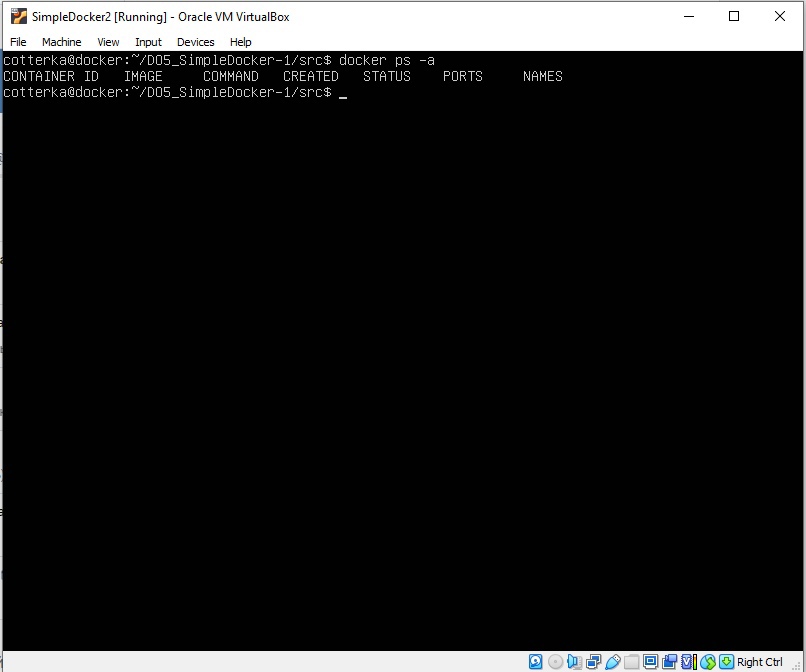 SimpleDocker2 [Running] - Oracle VM VirtualBox
File Machine View Input Devices Help
cotterka@docker:~/DO5_SimpleDocker-1/src$ docker ps -a
CONTAINER ID IMAGE COMMAND CREATED STATUS PORTS NAMES
cotterka@docker:~/DO5_SimpleDocker-1/src$ _
Right Ctrl